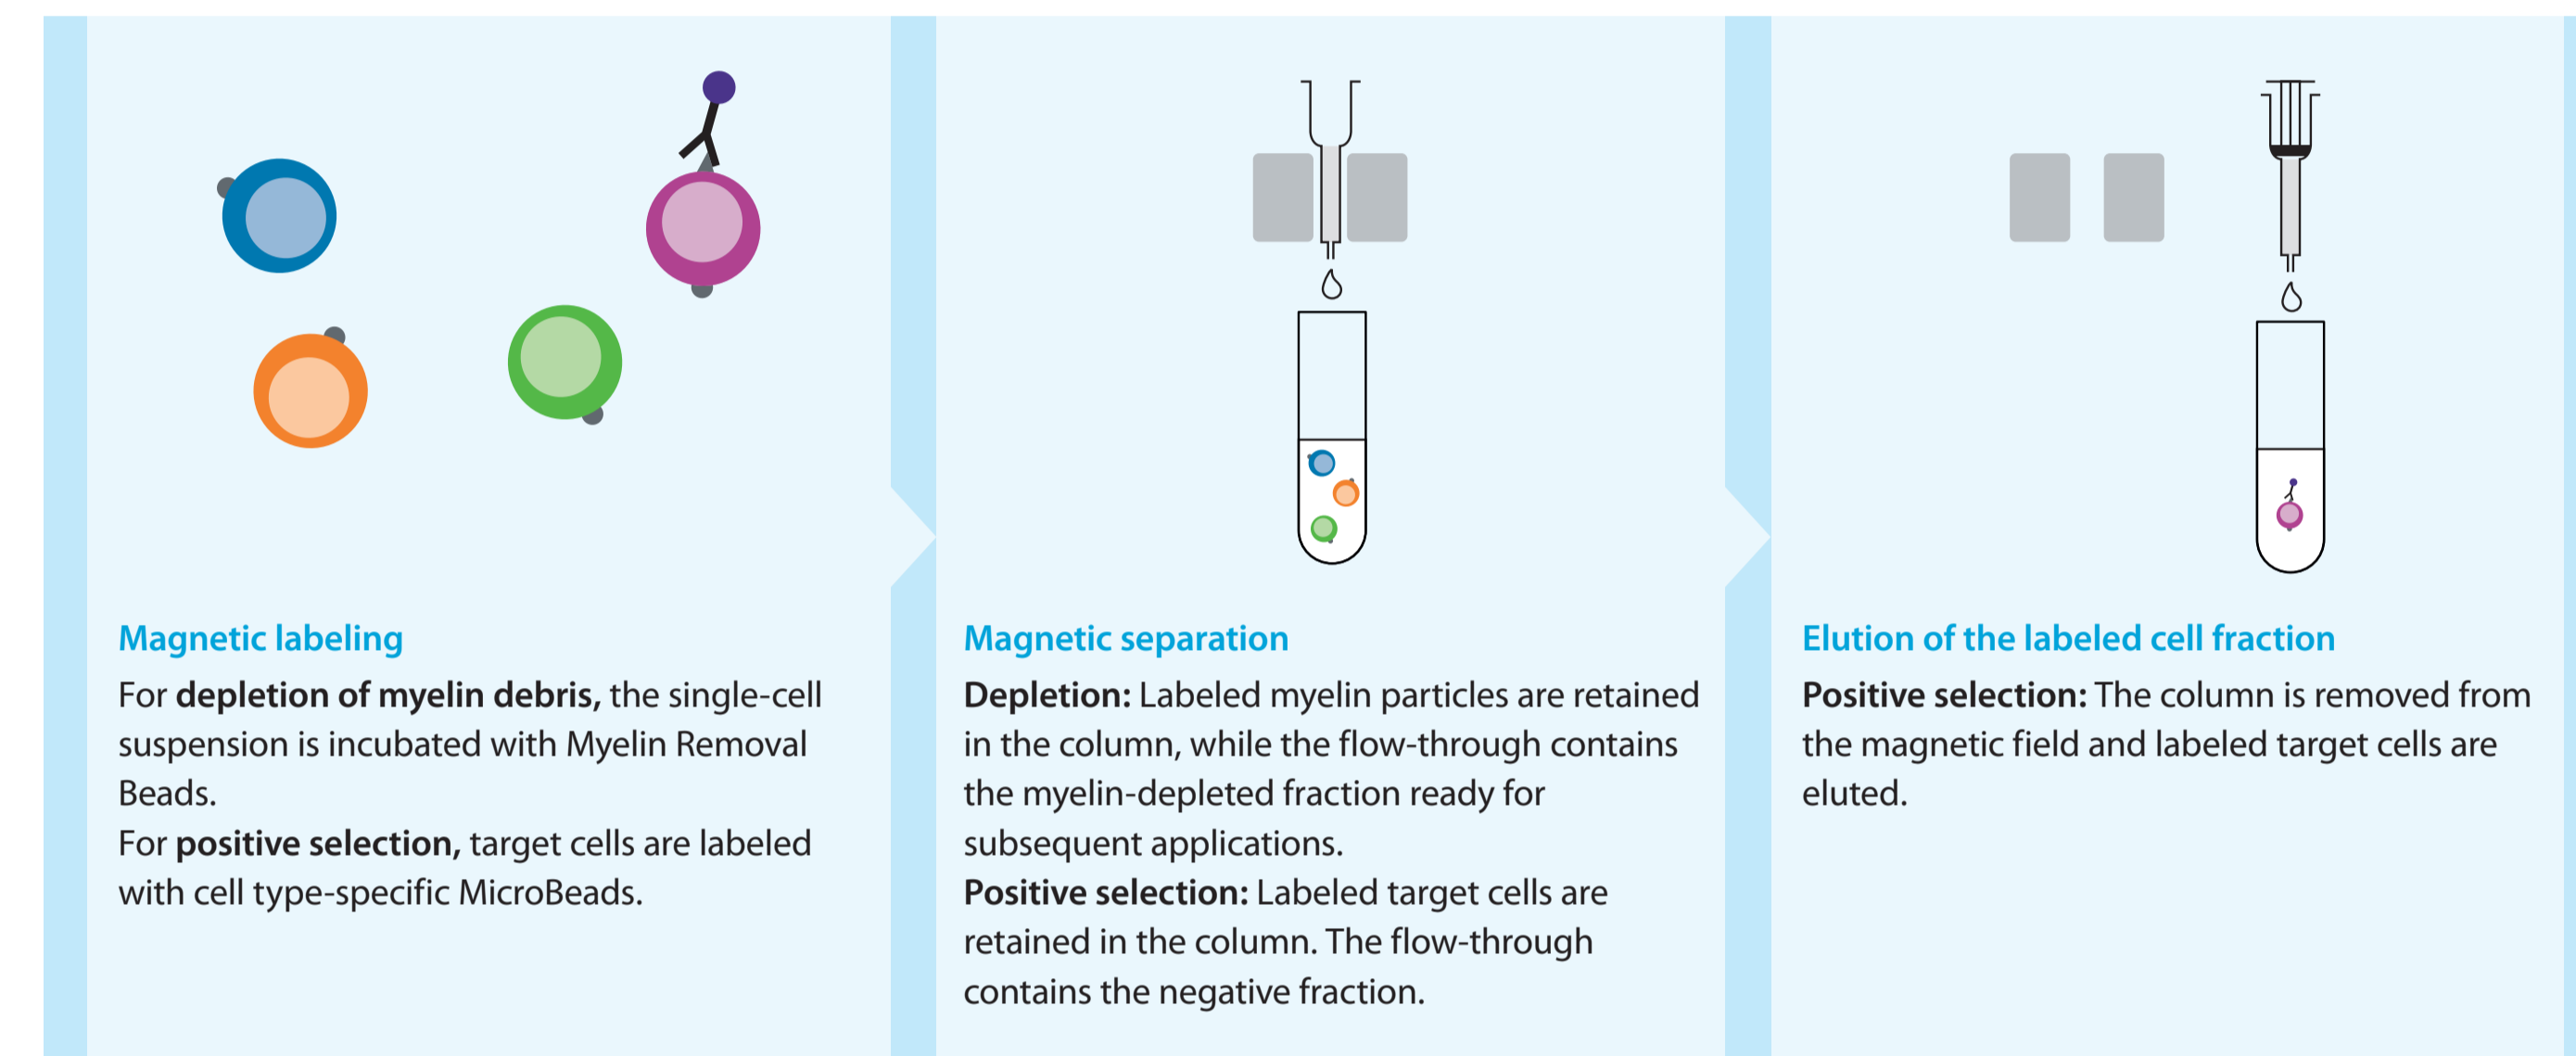 Magnetic labeling
For depletion of myelin debris, the single-cell
suspension is incubated with Myelin Removal
Beads.
For positive selection, target cells are labeled
with cell type-specific MicroBeads.
Magnetic separation
Depletion: Labeled myelin particles are retained
in the column, while the flow-through contains
the myelin-depleted fraction ready for
subsequent applications.
Positive selection: Labeled target cells are
retained in the column. The flow-through
contains the negative fraction.
Elution of the labeled cell fraction
Positive selection: The column is removed from
the magnetic field and labeled target cells are
eluted.